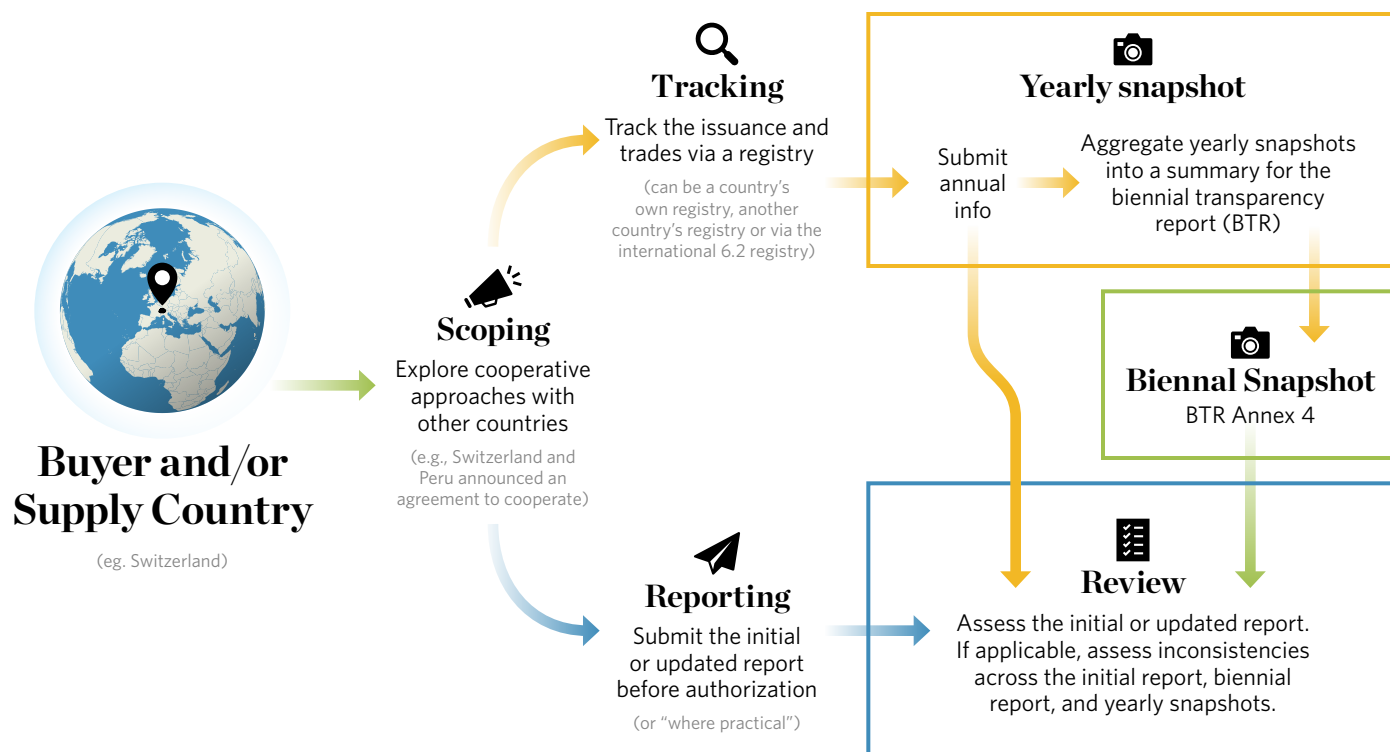 Buyer and/or
Supply Country
(eg. Switzerland)
Scoping
Explore cooperative
approaches with
other countries
(e.g., Switzerland and
Peru announced an
agreement to cooperate)
Tracking
Track the issuance and
trades via a registry
(can be a country's
own registry, another
country's registry or via the
international 6.2 registry)
Yearly snapshot
Submit
annual
info
Aggregate yearly snapshots
into a summary for the
biennial transparency
report (BTR)
Biennal Snapshot
BTR Annex 4
Reporting
Submit the initial
or updated report
before authorization
(or “where practical”)
Review
Assess the initial or updated report.
If applicable, assess inconsistencies
across the initial report, biennial
report, and yearly snapshots.